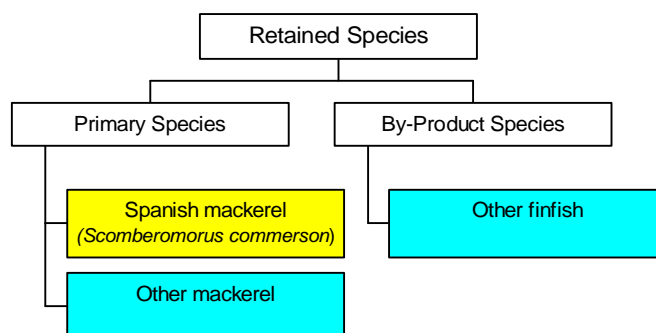 Retained Species
Primary Species
By-Product Species
Spanish mackerel
(Scomberomorus commerson)
Other finfish
Other mackerel